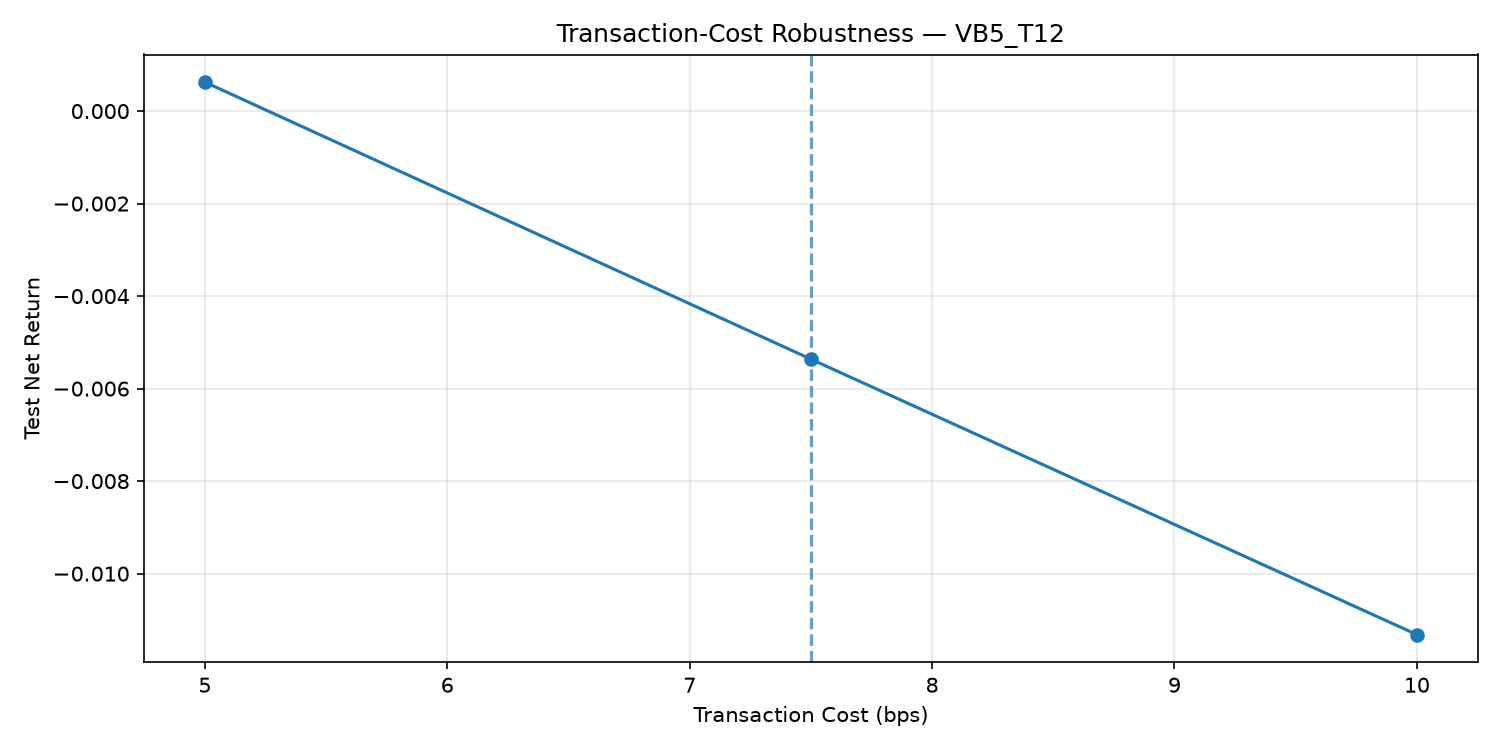 Transaction-Cost Robustness — VB5_T12
Test Net Return
0.000
−0.002
−0.004
−0.006
−0.008
−0.010
5 6 7 8 9 10
Transaction Cost (bps)